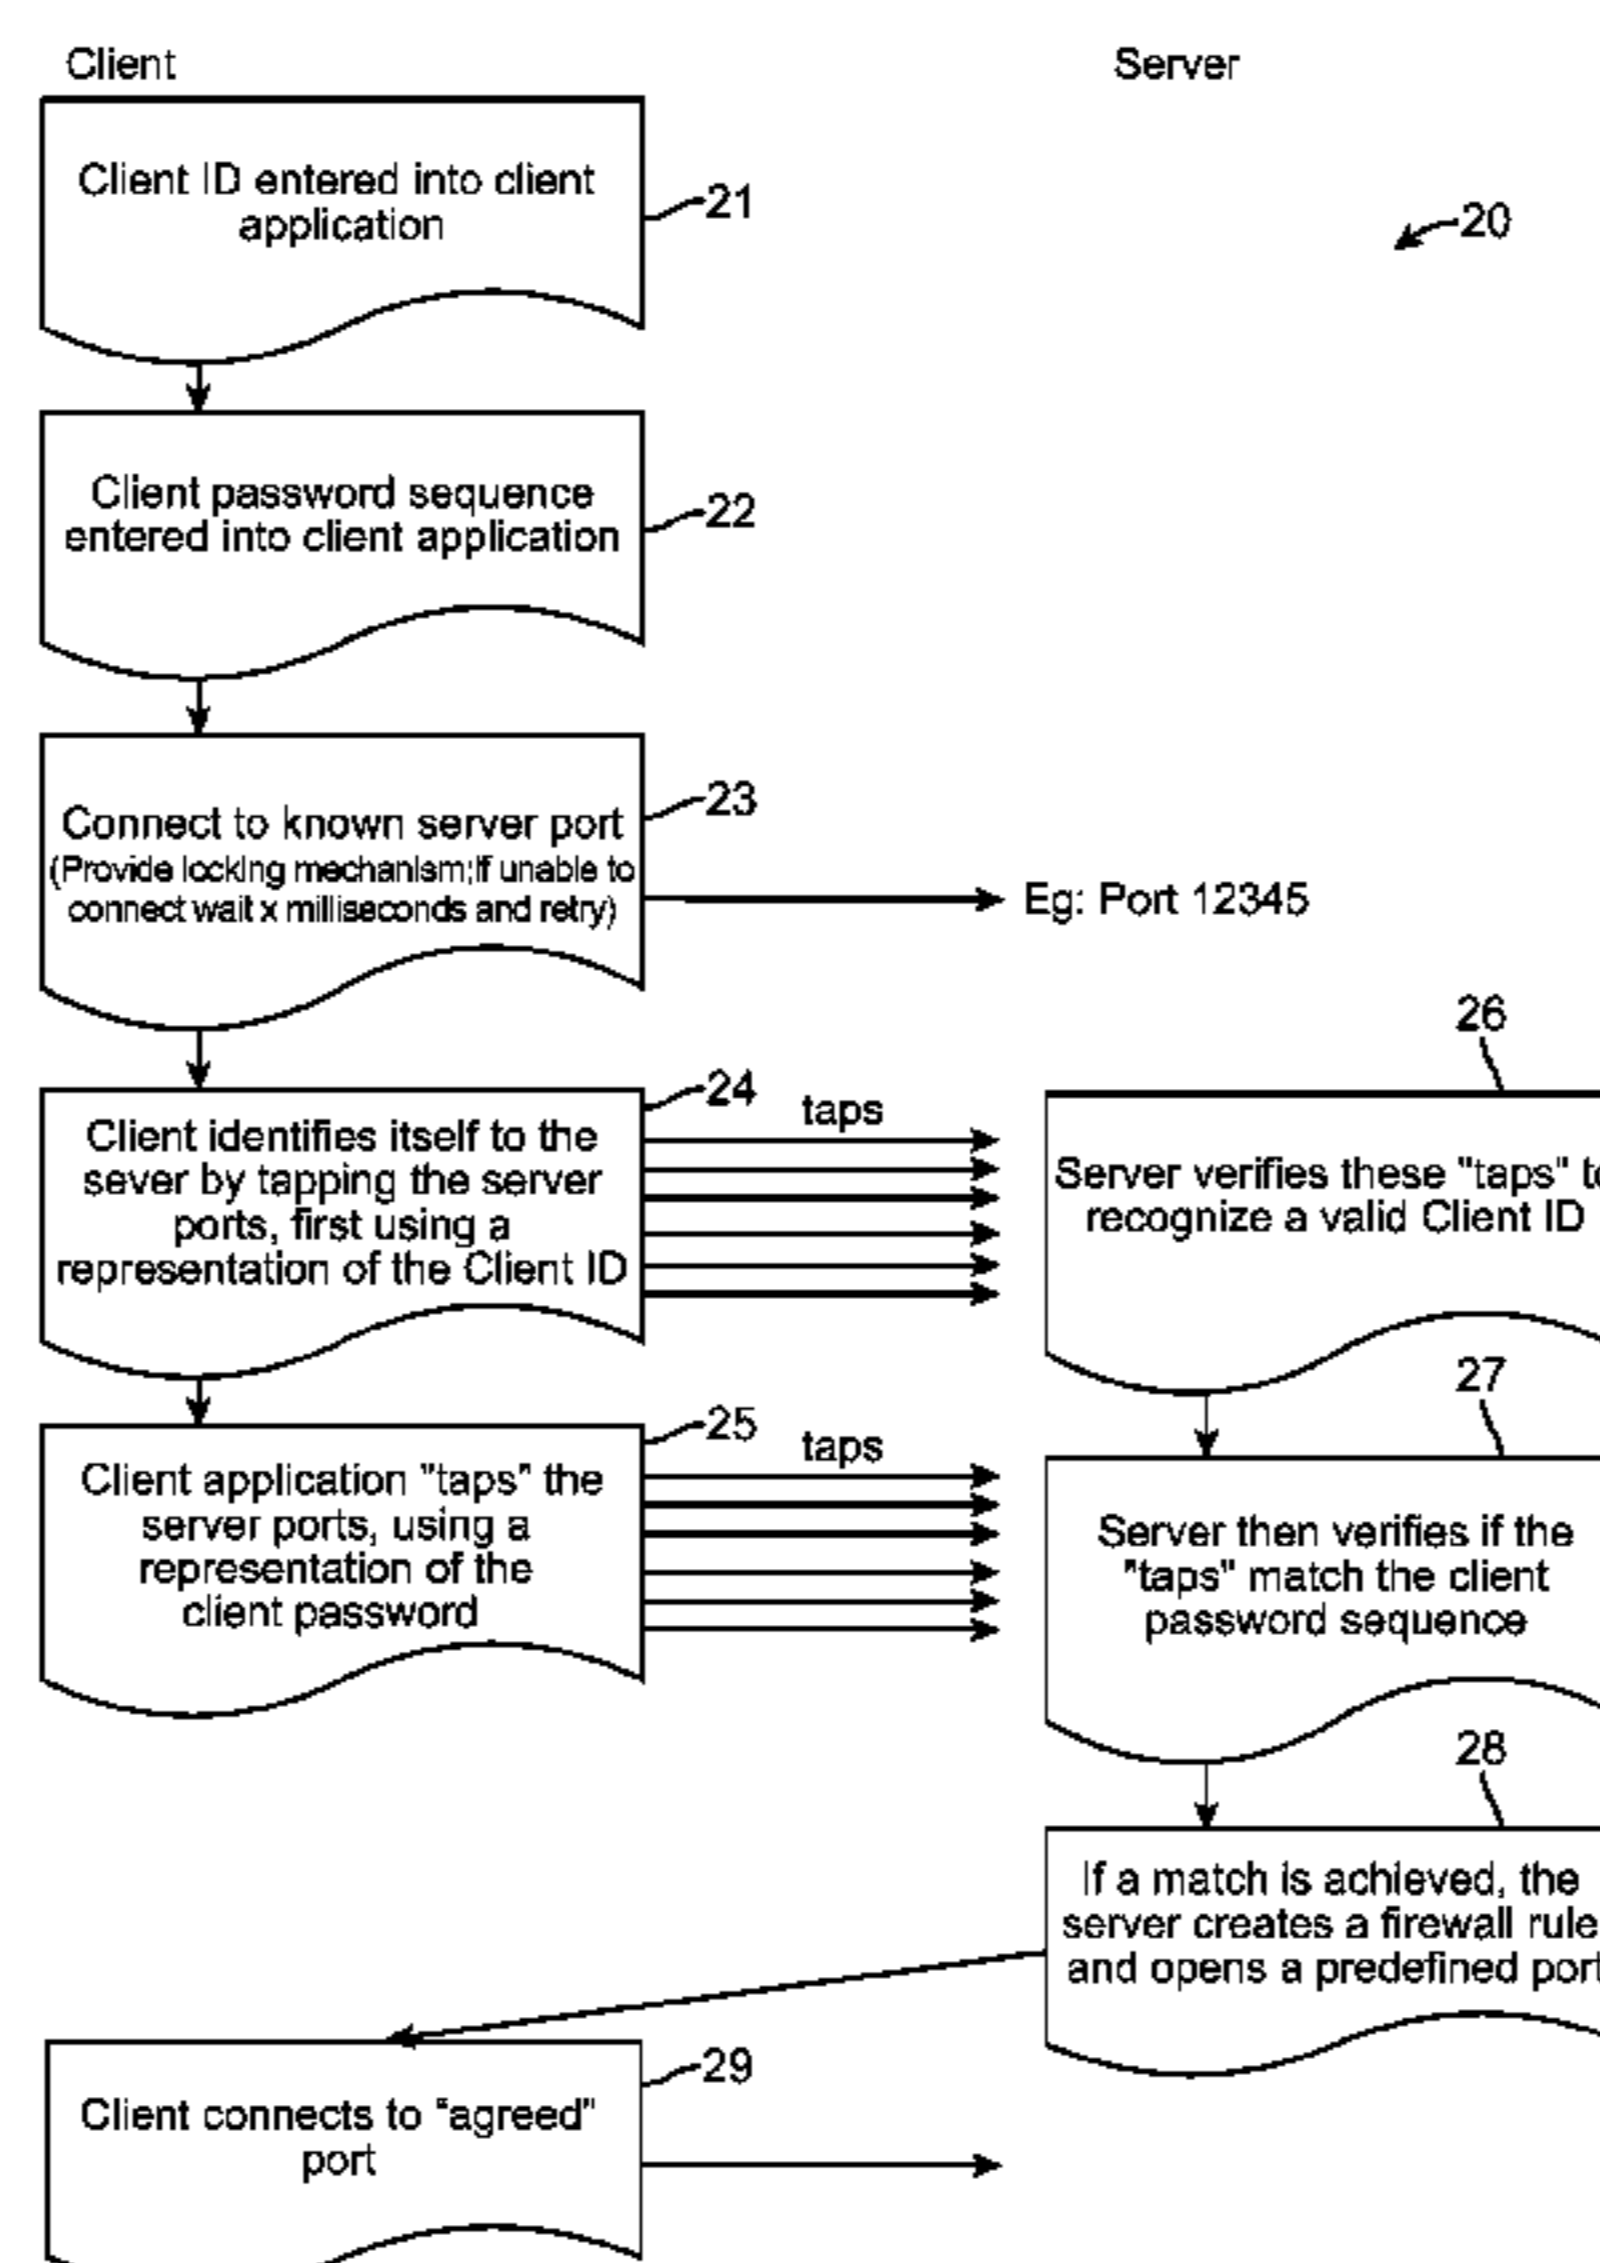 Client
Server
Client ID entered into client
application
21
20
Client password sequence
entered into client application
22
Connect to known server port
(Provide locking mechanism;If unable to
connect wait x milliseconds and retry)
23
Eg: Port 12345
Client identifies itself to the
sever by tapping the server
ports, first using a
representation of the Client ID
24
taps
26
Server verifies these "taps" to
recognize a valid Client ID
Client application "taps" the
server ports, using a
representation of the
client password
25
taps
27
Server then verifies if the
"taps" match the client
password sequence
28
If a match is achieved, the
server creates a firewall rule
and opens a predefined port
Client connects to "agreed"
port
29